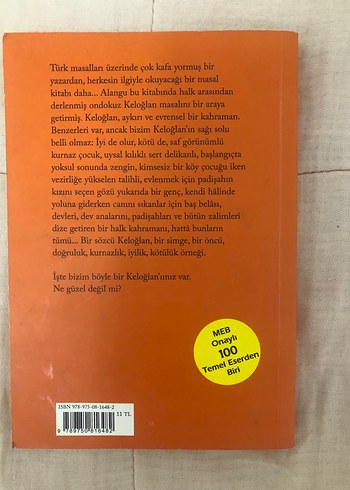 Türk masalları üzerinde çok kafa yormuş bir
yazardan, herkesin ilgiyle okuyacağı bir masal
kitabı daha... Alangu bu kitabında halk arasından
derlenmiş ondokuz Keloğlan masalını bir araya
getirmiş. Keloğlan, aykırı ve evrensel bir kahraman.
Benzerleri var, ancak bizim Keloğlan'ın sağı solu
belli olmaz: İyi de olur, kötü de, saf görünümlü
kurnaz çocuk, uysal kılıklı sert delikanlı, başlangıçta
yoksul sonunda zengin, kimsesiz bir köy çocuğu iken
vezirliğe yükselen talihli, evlenmek için padişahın
kızını seçen gözü yukarıda bir genç, kendi hâlinde
yoluna giderken canını sıkanlar için baş belâsı,
devleri, dev analarını, padişahları ve bütün zalimleri
dize getiren bir halk kahramanı, hattâ bunların
tümü... Bir sözcü Keloğlan, bir simge, bir öncü,
doğruluk, kurnazlık, iyilik, kötülük örneği.
İşte bizim böyle bir Keloğlan'ımız var.
Ne güzel değil mi?
MEB
Onaylı
100
Temel Eserden
Biri
ISBN 978-975-08-1648-2
11 TL
9 789750 816482